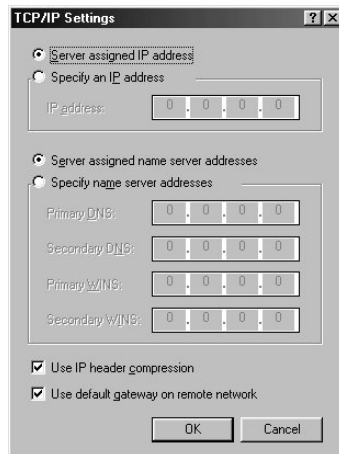 TCP/IP Settings
Server assigned IP address
Specify an IP address
IP address: 0 . 0 . 0 . 0
Server assigned name server addresses
Specify name server addresses
Primary DNS: 0 . 0 . 0 . 0
Secondary DNS: 0 . 0 . 0 . 0
Primary WINS: 0 . 0 . 0 . 0
Secondary WINS: 0 . 0 . 0 . 0
Use IP header compression
Use default gateway on remote network
OK Cancel